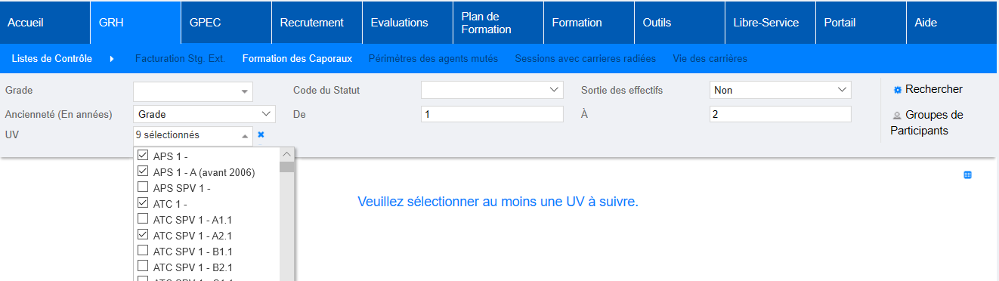 Accueil
GRH
GPEC
Recrutement
Evaluations
Plan de
Formation
Formation
Outils
Libre-Service
Portail
Aide
Listes de Contrôle
Facturation Stg. Ext.
Formation des Caporaux
Périmètres des agents mutés
Sessions avec carrieres radiées
Vie des carrières
Grade
Code du Statut
Sortie des effectifs
Non
Rechercher
Ancienneté (En années)
Grade
De
1
À
2
Groupes de
Participants
UV
9 sélectionnés
APS 1 -
APS 1 - A (avant 2006)
APS SPV 1 -
ATC 1 -
ATC SPV 1 - A1.1
ATC SPV 1 - A2.1
ATC SPV 1 - B1.1
ATC SPV 1 - B2.1
Veuillez sélectionner au moins une UV à suivre.